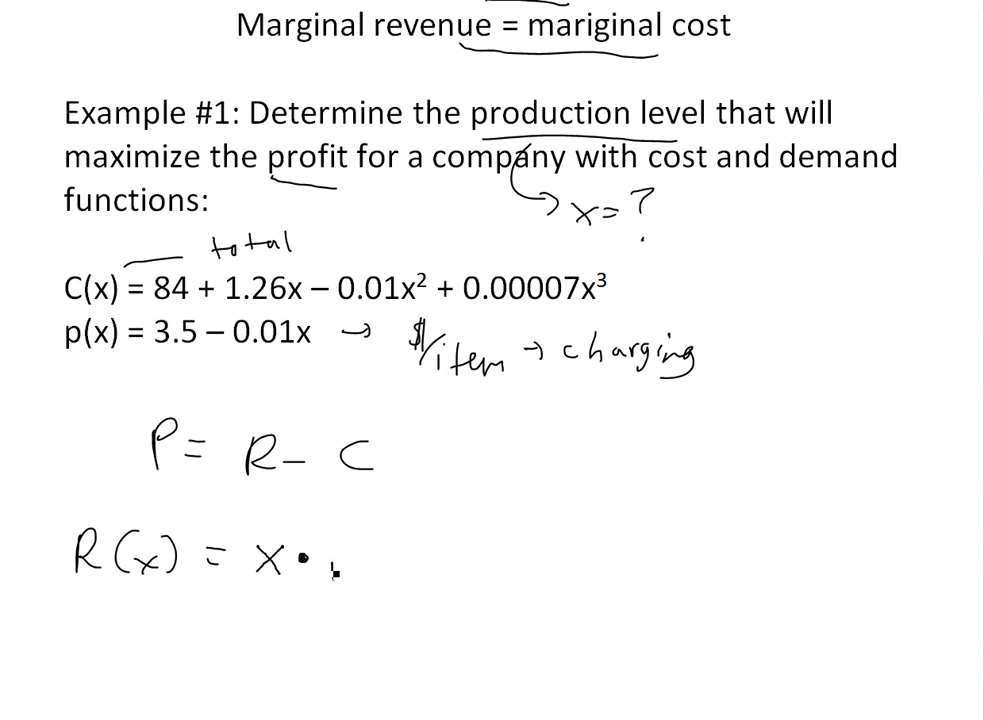 Marginal revenue = mariginal cost
Example #1: Determine the production level that will
maximize the profit for a company with cost and demand
functions:
x = ?
total
C(x) = 84 + 1.26x – 0.01x² + 0.00007x³
p(x) = 3.5 – 0.01x → $/item → charging
P = R - C
R(x) = x •